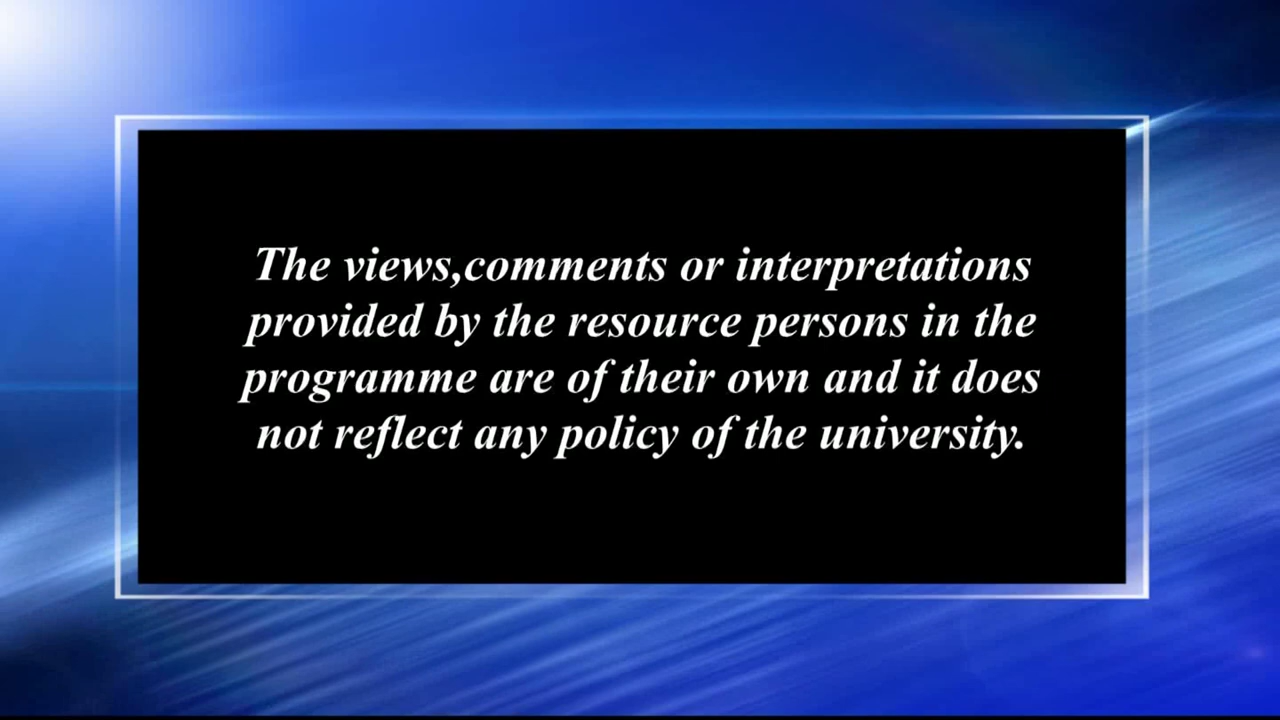 The views,comments or interpretations
provided by the resource persons in the
programme are of their own and it does
not reflect any policy of the university.